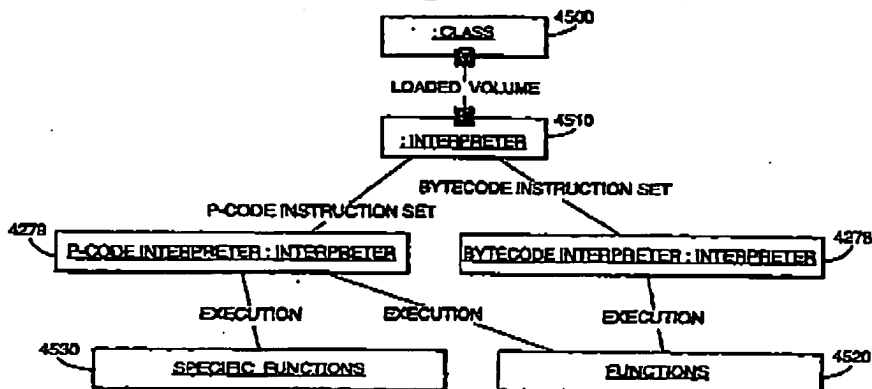 4500
: CLASS
LOADED VOLUME
4510
: INTERPRETER
BYTECODE INSTRUCTION SET
P-CODE INSTRUCTION SET
4279
P-CODE INTERPRETER : INTERPRETER
BYTECODE INTERPRETER : INTERPRETER
4278
EXECUTION
EXECUTION
EXECUTION
4530
SPECIFIC FUNCTIONS
FUNCTIONS
4520